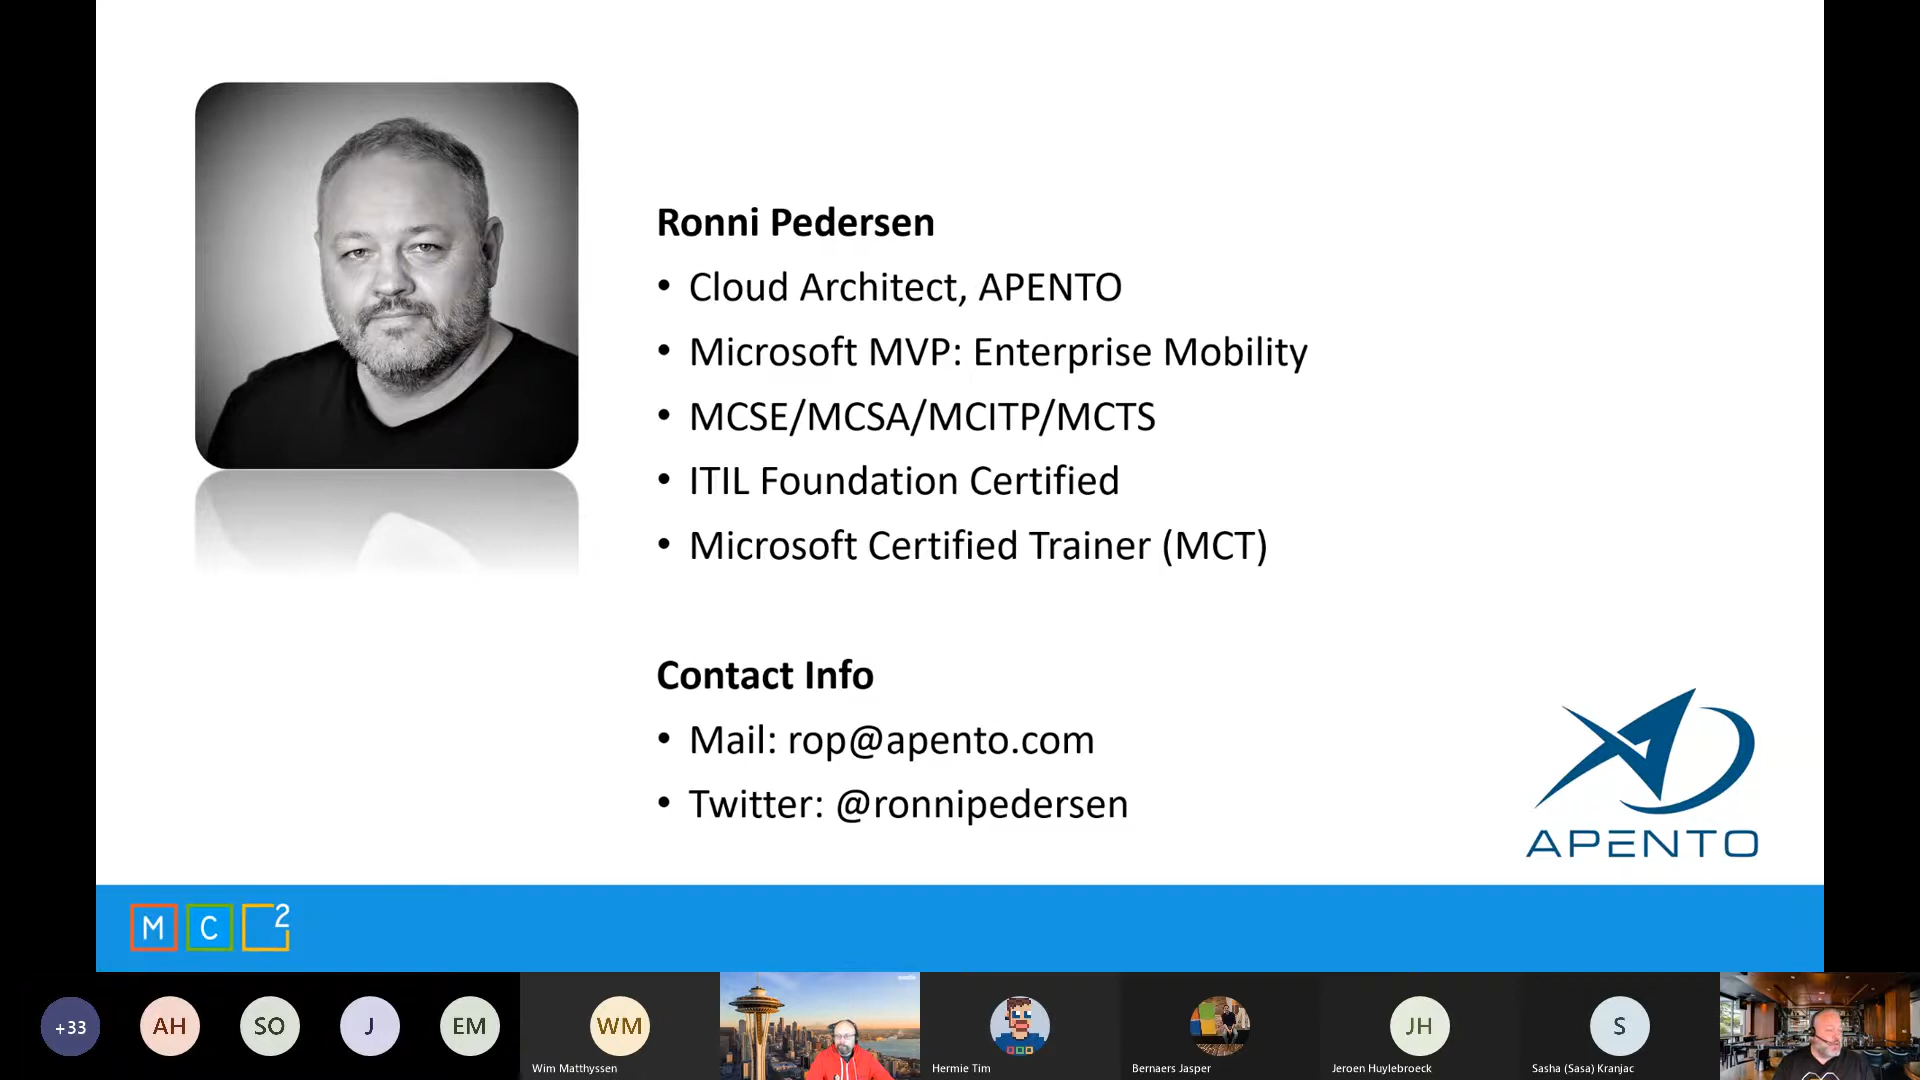 Ronni Pedersen
• Cloud Architect, APENTO
• Microsoft MVP: Enterprise Mobility
• MCSE/MCSA/MCITP/MCTS
• ITIL Foundation Certified
• Microsoft Certified Trainer (MCT)
Contact Info
• Mail: rop@apento.com
• Twitter: @ronnipedersen
APENTO
M C 2
+33
AH
SO
J
EM
WM
Wim Matthyssen
Hermie Tim
Bernaers Jasper
JH
Jeroen Huylebroeck
S
Sasha (Sasa) Kranjac